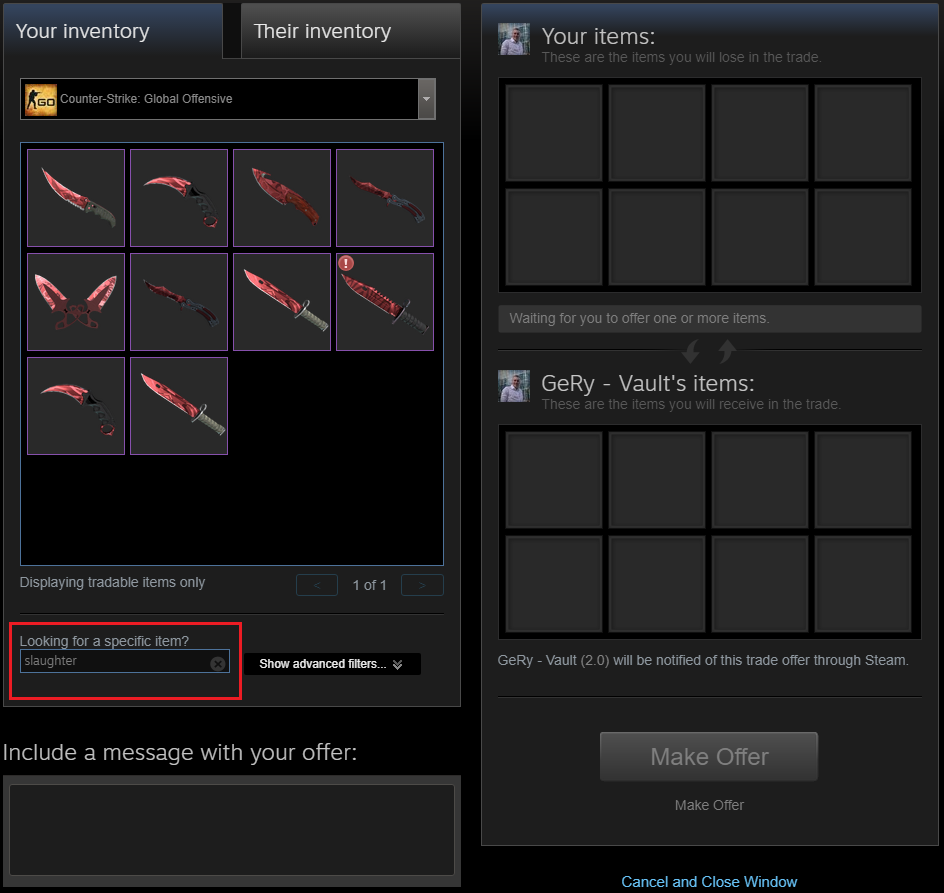 Your inventory
Their inventory
GO
Counter-Strike: Global Offensive
!
Displaying tradable items only
<
1 of 1
>
Looking for a specific item?
slaughter
Show advanced filters...
Include a message with your offer:
Your items:
These are the items you will lose in the trade.
Waiting for you to offer one or more items.
GeRy - Vault's items:
These are the items you will receive in the trade.
GeRy - Vault (2.0) will be notified of this trade offer through Steam.
Make Offer
Make Offer
Cancel and Close Window